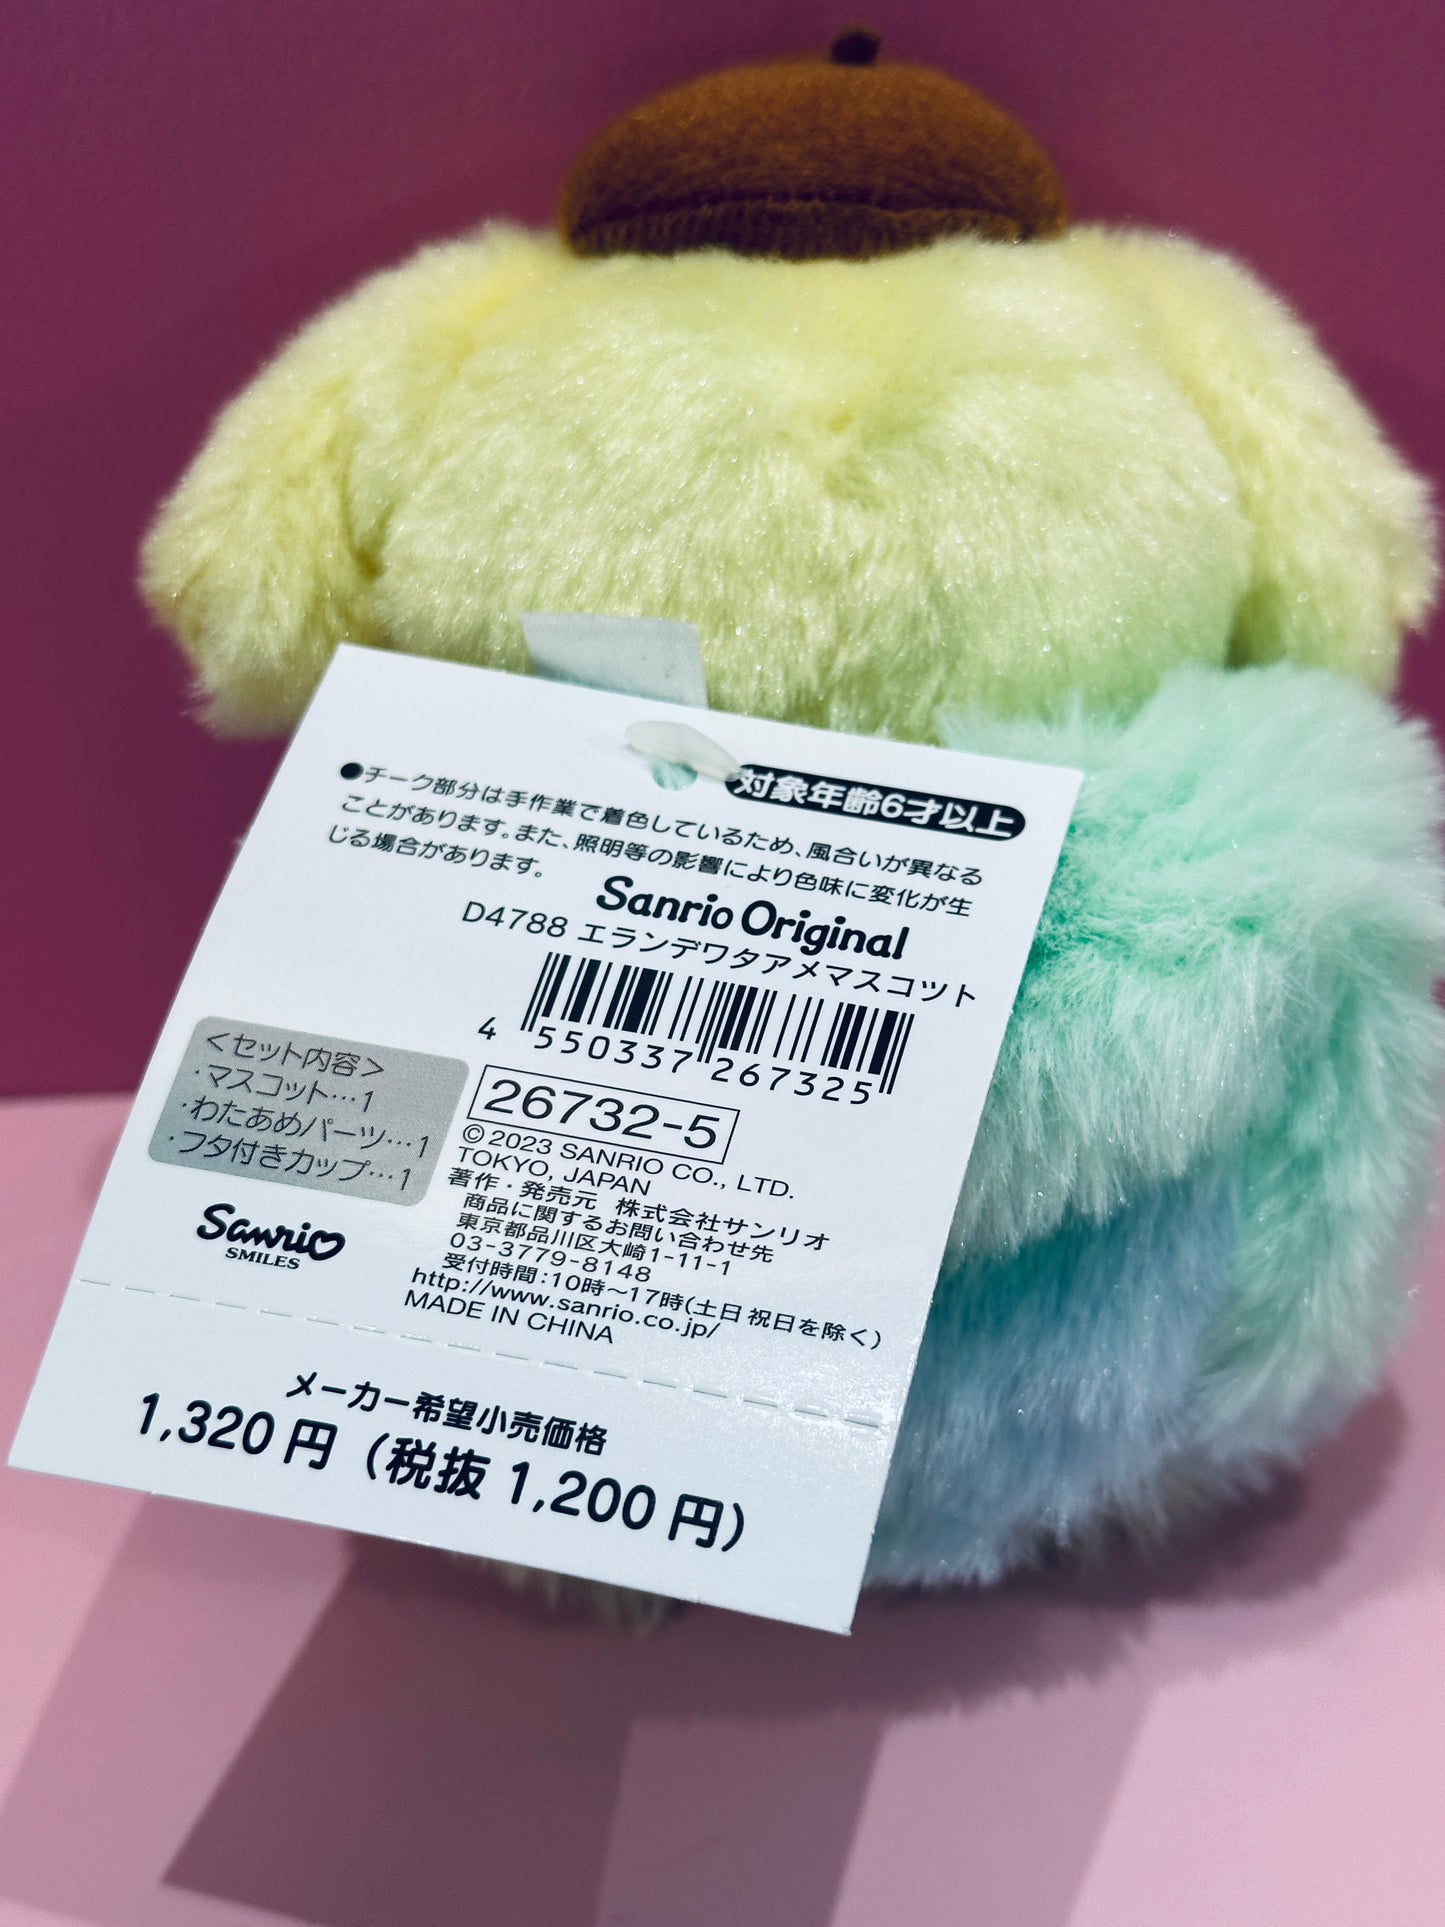 対象年齢6才以上
●チーク部分は手作業で着色しているため、風合いが異なる
ことがあります。また、照明等の影響により色味に変化が生
じる場合があります。
Sanrio Original
D4788 エランデワタアメマスコット
4 550337 267325
26732-5
<セット内容>
・マスコット…1
・わたあめパーツ…1
・フタ付きカップ…1
Sanrio
SMILES
© 2023 SANRIO CO., LTD.
TOKYO, JAPAN
著作・発売元 株式会社サンリオ
商品に関するお問い合わせ先
東京都品川区大崎1-11-1
03-3779-8148
受付時間:10時〜17時(土日祝日を除く)
http://www.sanrio.co.jp/
MADE IN CHINA
メーカー希望小売価格
1,320 円（税抜 1,200 円）